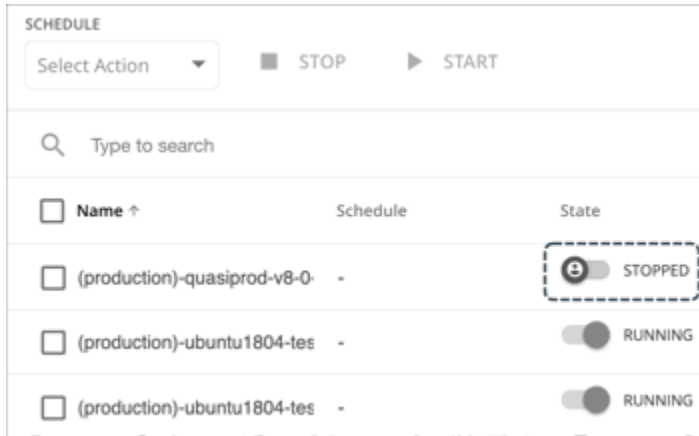 SCHEDULE
Select Action STOP START
Type to search
Name ↑ Schedule State
(production)-quasiprod-v8-0- - STOPPED
(production)-ubuntu1804-tes - RUNNING
(production)-ubuntu1804-tes - RUNNING